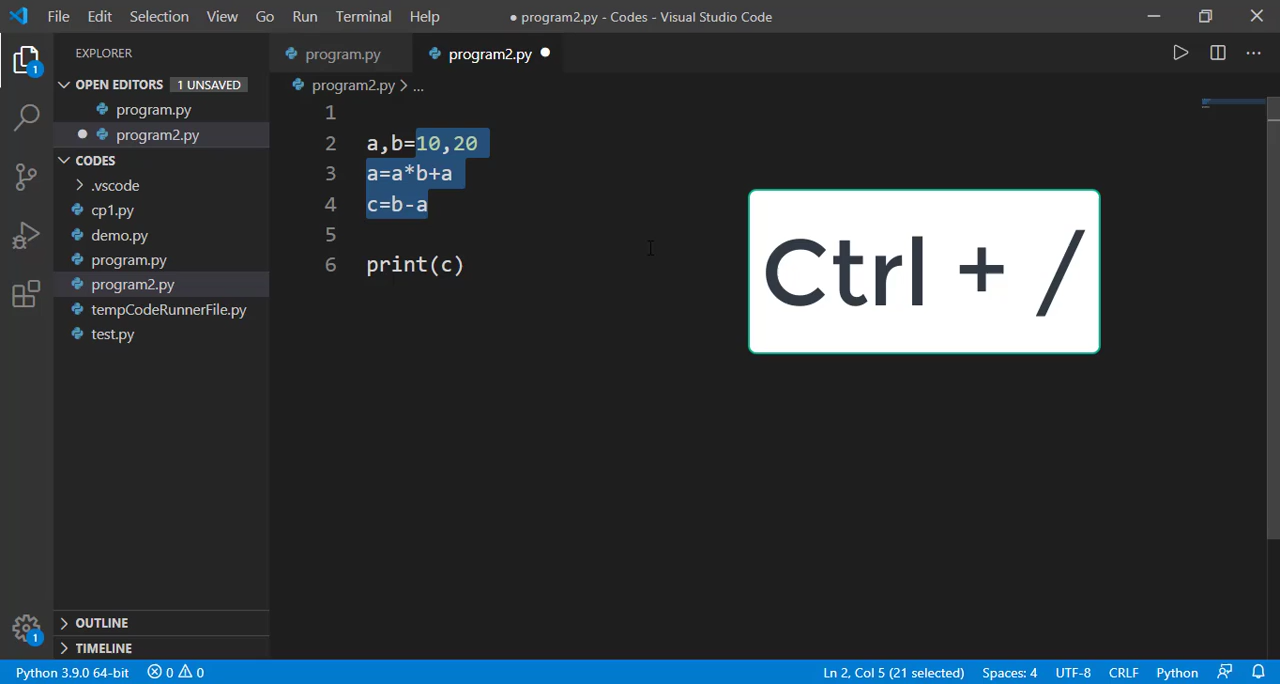 File Edit Selection View Go Run Terminal Help ● program2.py - Codes - Visual Studio Code
EXPLORER
program.py
program2.py
OPEN EDITORS 1 UNSAVED
program2.py > ...
program.py
program2.py
CODES
.vscode
cp1.py
demo.py
program.py
program2.py
tempCodeRunnerFile.py
test.py
1
2 a,b=10,20
3 a=a*b+a
4 c=b-a
5
6 print(c)
Ctrl + /
1
OUTLINE
TIMELINE
1
Python 3.9.0 64-bit 0 0 Ln 2, Col 5 (21 selected) Spaces: 4 UTF-8 CRLF Python